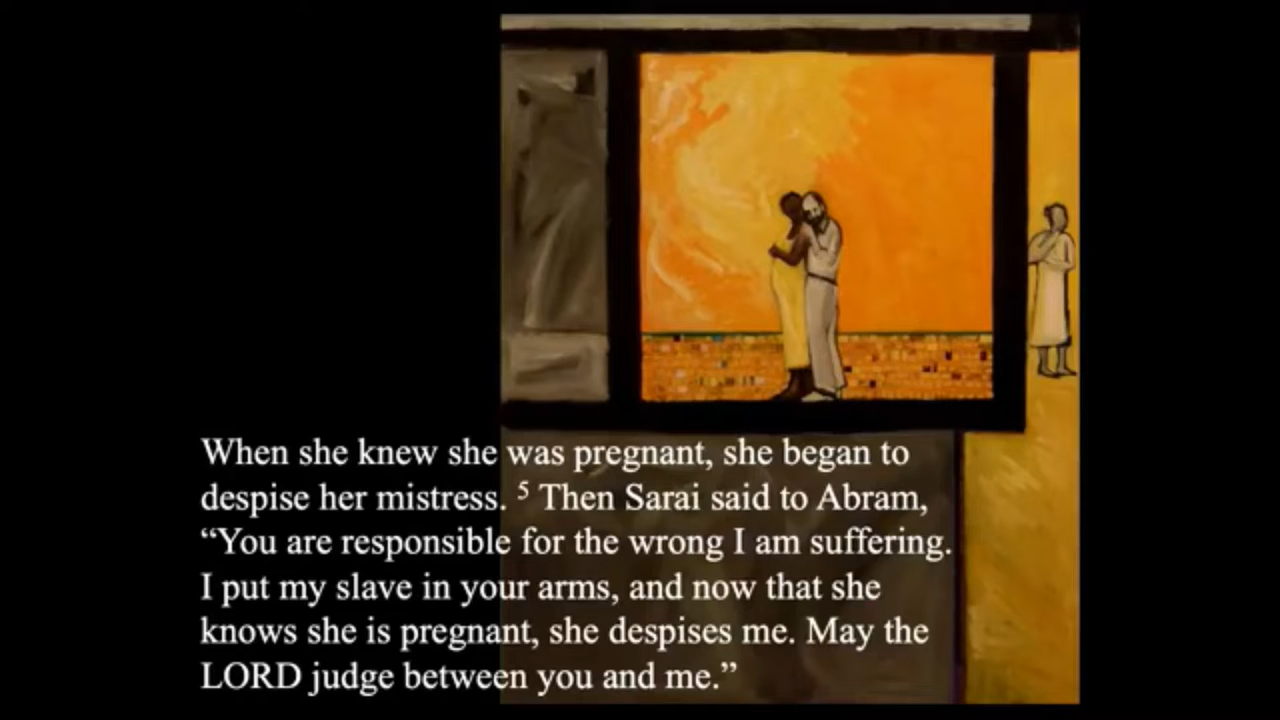 When she knew she was pregnant, she began to
despise her mistress. 5 Then Sarai said to Abram,
“You are responsible for the wrong I am suffering.
I put my slave in your arms, and now that she
knows she is pregnant, she despises me. May the
LORD judge between you and me.”